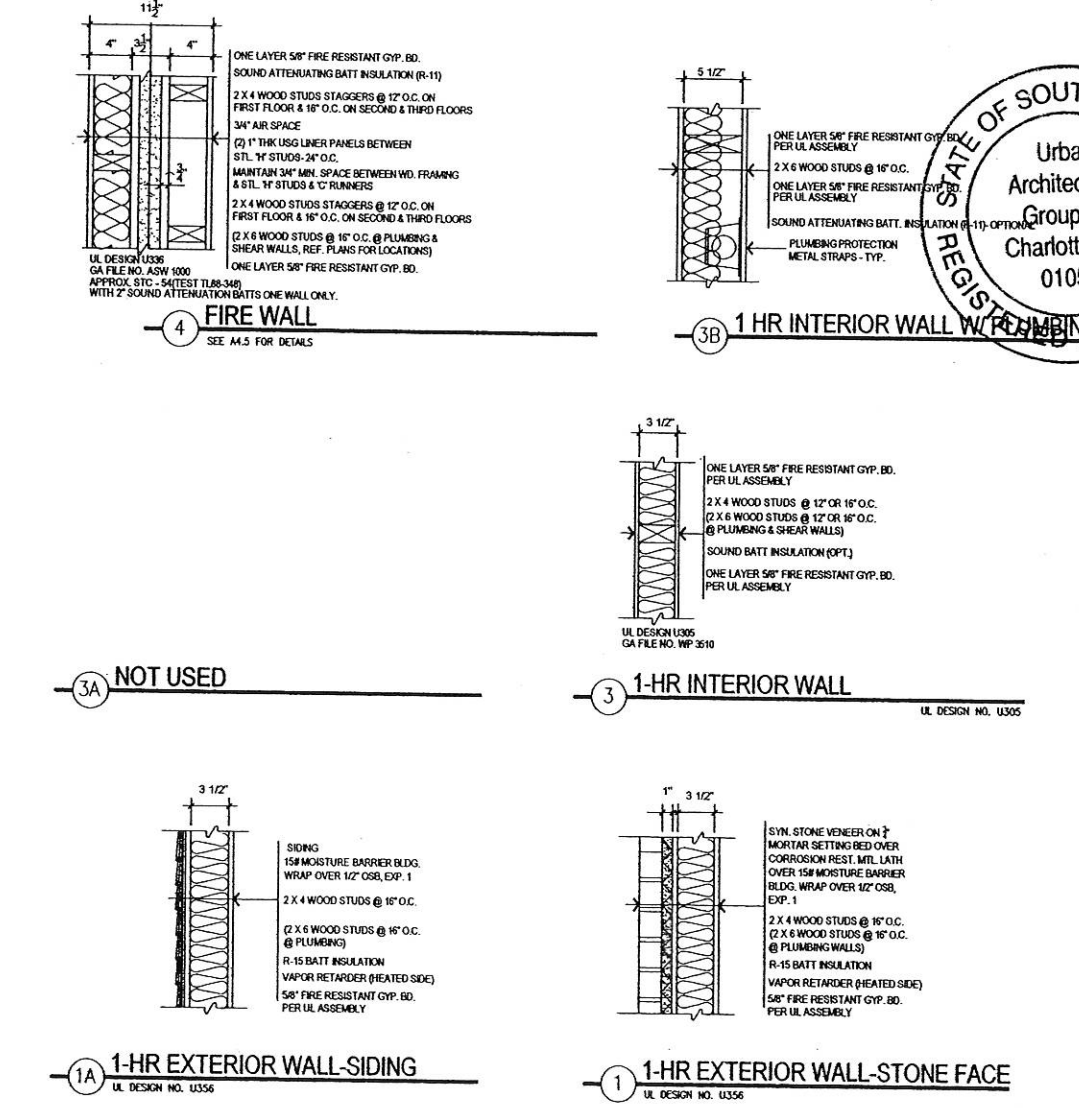 11½"
4" 3½" 4"
ONE LAYER 5/8" FIRE RESISTANT GYP. BD.
SOUND ATTENUATING BATT INSULATION (R-11)
2 X 4 WOOD STUDS STAGGERS @ 12" O.C. ON
FIRST FLOOR & 16" O.C. ON SECOND & THIRD FLOORS
3/4" AIR SPACE
(2) 1" THK USG LINER PANELS BETWEEN
STL. 'H' STUDS- 24" O.C.
MAINTAIN 3/4" MIN. SPACE BETWEEN WD. FRAMING
& STL. 'H' STUDS & 'C' RUNNERS
2 X 4 WOOD STUDS STAGGERS @ 12" O.C. ON
FIRST FLOOR & 16" O.C. ON SECOND & THIRD FLOORS
(2 X 6 WOOD STUDS @ 16" O.C. @ PLUMBING &
SHEAR WALLS, REF. PLANS FOR LOCATIONS)
ONE LAYER 5/8" FIRE RESISTANT GYP. BD.
3/4"
UL DESIGN U336
GA FILE NO. ASW 1000
APPROX. STC - 54(TEST TL88-348)
WITH 2" SOUND ATTENUATION BATTS ONE WALL ONLY.
4 FIRE WALL
SEE A4.5 FOR DETAILS
5 1/2"
ONE LAYER 5/8" FIRE RESISTANT GYP. BD.
PER UL ASSEMBLY
2 X 6 WOOD STUDS @ 16" O.C.
ONE LAYER 5/8" FIRE RESISTANT GYP. BD.
PER UL ASSEMBLY
SOUND ATTENUATING BATT. INSULATION (R-11)-OPTIONAL
PLUMBING PROTECTION
METAL STRAPS - TYP.
3B 1 HR INTERIOR WALL W/ PLUMBIN
STATE OF SOUT
REGISTERED
Urba
Architec
Group
Charlott
0105
3 1/2"
ONE LAYER 5/8" FIRE RESISTANT GYP. BD.
PER UL ASSEMBLY
2 X 4 WOOD STUDS @ 12" OR 16" O.C.
(2 X 6 WOOD STUDS @ 12" OR 16" O.C.
@ PLUMBING & SHEAR WALLS)
SOUND BATT INSULATION (OPT.)
ONE LAYER 5/8" FIRE RESISTANT GYP. BD.
PER UL ASSEMBLY
UL DESIGN U305
GA FILE NO. WP 3510
3A NOT USED
3 1-HR INTERIOR WALL
UL DESIGN NO. U305
3 1/2"
SIDING
15# MOISTURE BARRIER BLDG.
WRAP OVER 1/2" OSB, EXP. 1
2 X 4 WOOD STUDS @ 16" O.C.
(2 X 6 WOOD STUDS @ 16" O.C.
@ PLUMBING)
R-15 BATT INSULATION
VAPOR RETARDER (HEATED SIDE)
5/8" FIRE RESISTANT GYP. BD.
PER UL ASSEMBLY
1A 1-HR EXTERIOR WALL-SIDING
UL DESIGN NO. U356
1" 3 1/2"
SYN. STONE VENEER ON
MORTAR SETTING BED OVER
CORROSION REST. MTL. LATH
OVER 15# MOISTURE BARRIER
BLDG. WRAP OVER 1/2" OSB,
EXP. 1
2 X 4 WOOD STUDS @ 16" O.C.
(2 X 6 WOOD STUDS @ 16" O.C.
@ PLUMBING WALLS)
R-15 BATT INSULATION
VAPOR RETARDER (HEATED SIDE)
5/8" FIRE RESISTANT GYP. BD.
PER UL ASSEMBLY
1 1-HR EXTERIOR WALL-STONE FACE
UL DESIGN NO. U356